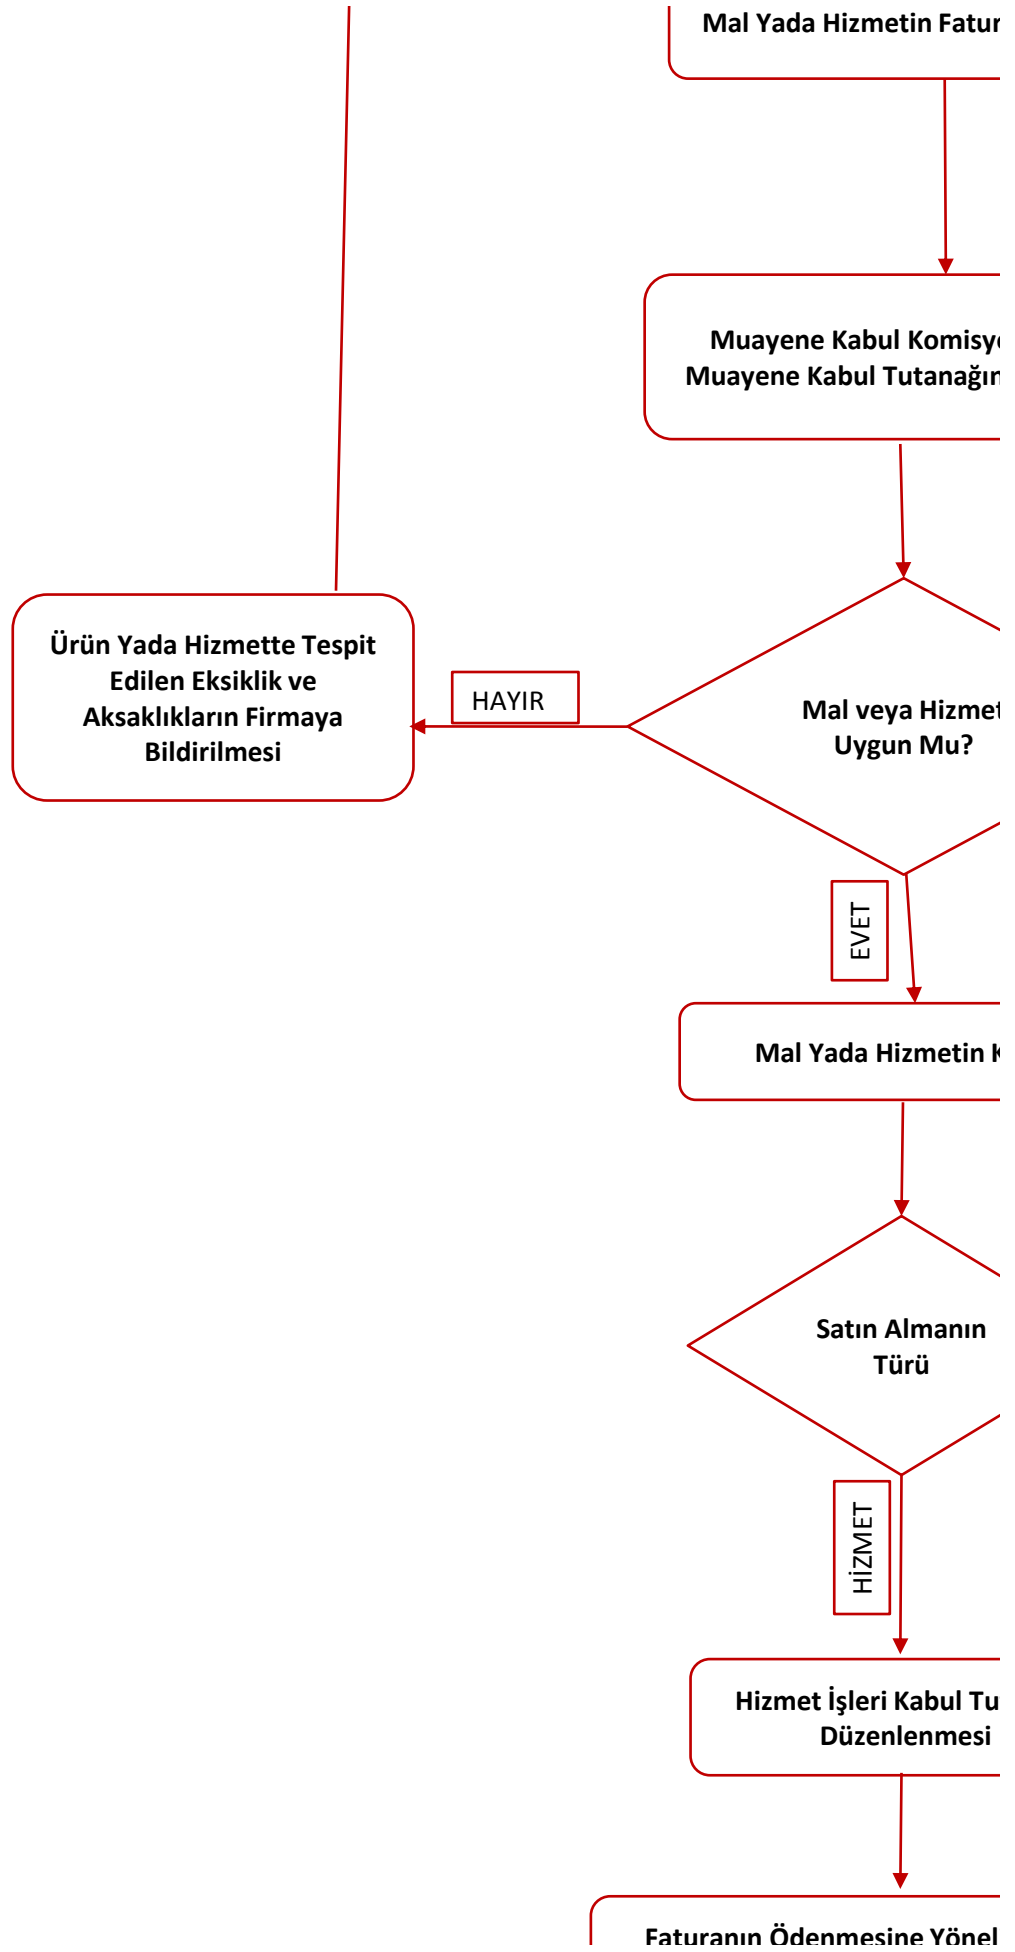 Mal Yada Hizmetin Fatur
Muayene Kabul Komisy
Muayene Kabul Tutanağın
Ürün Yada Hizmette Tespit
Edilen Eksiklik ve
Aksaklıkların Firmaya
Bildirilmesi
HAYIR
Mal veya Hizmet
Uygun Mu?
EVET
Mal Yada Hizmetin K
Satın Almanın
Türü
HİZMET
Hizmet İşleri Kabul Tu
Düzenlenmesi
Faturanın Ödenmesine Yönel